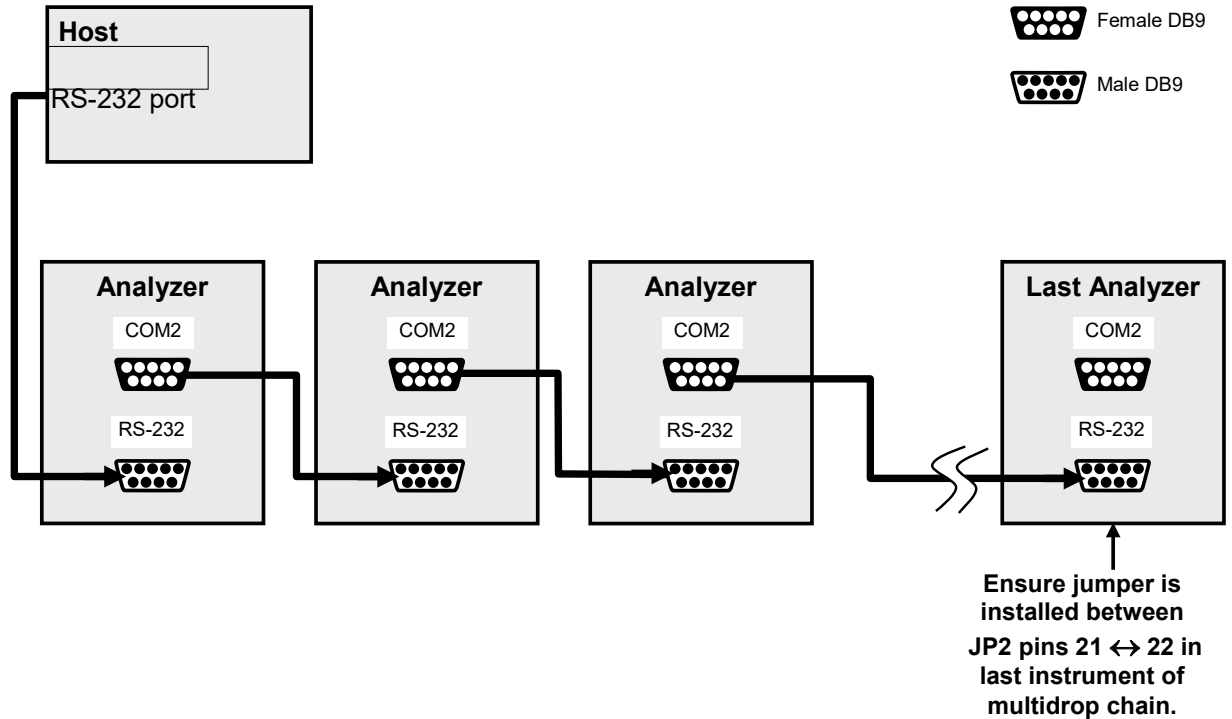 Host
RS-232 port
Female DB9
Male DB9
Analyzer
COM2
RS-232
Analyzer
COM2
RS-232
Analyzer
COM2
RS-232
Last Analyzer
COM2
RS-232
Ensure jumper is
installed between
JP2 pins 21 ↔ 22 in
last instrument of
multidrop chain.